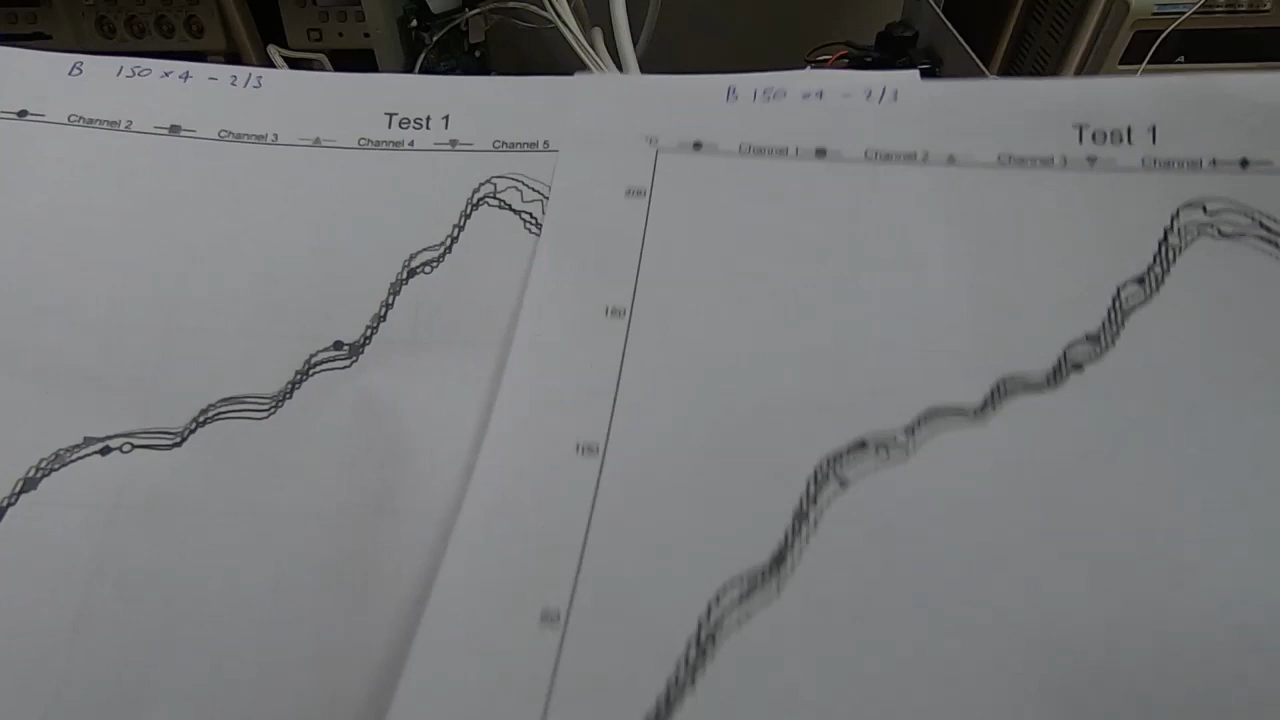 B 150 x 4 - 2/3
Test 1
Channel 2 Channel 3 Channel 4 Channel 5
B 150 x4 - 2/3
Test 1
Channel 1 Channel 2 Channel 3 Channel 4
200